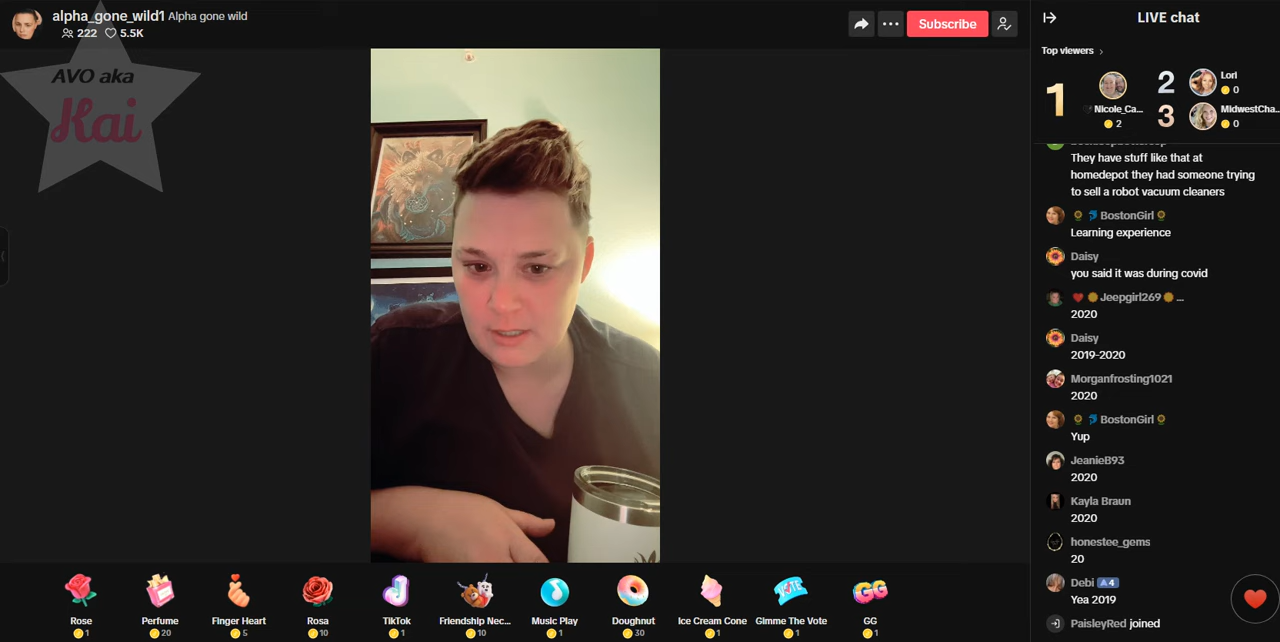 alpha_gone_wild1 Alpha gone wild
222 5.5K
AVO aka
Kai
Subscribe
LIVE chat
Top viewers
1
Nicole_Ca...
2
2
Lori
0
3
MidwestCha...
0
They have stuff like that at
homedepot they had someone trying
to sell a robot vacuum cleaners
BostonGirl
Learning experience
Daisy
you said it was during covid
Jeepgirl269 ...
2020
Daisy
2019-2020
Morganfrosting1021
2020
BostonGirl
Yup
JeanieB93
2020
Kayla Braun
2020
honestee_gems
20
Debi 4
Yea 2019
PaisleyRed joined
Rose
1
Perfume
20
Finger Heart
5
Rosa
10
TikTok
1
Friendship Nec...
10
Music Play
1
Doughnut
30
Ice Cream Cone
1
VOTE
Gimme The Vote
1
GG
GG
1